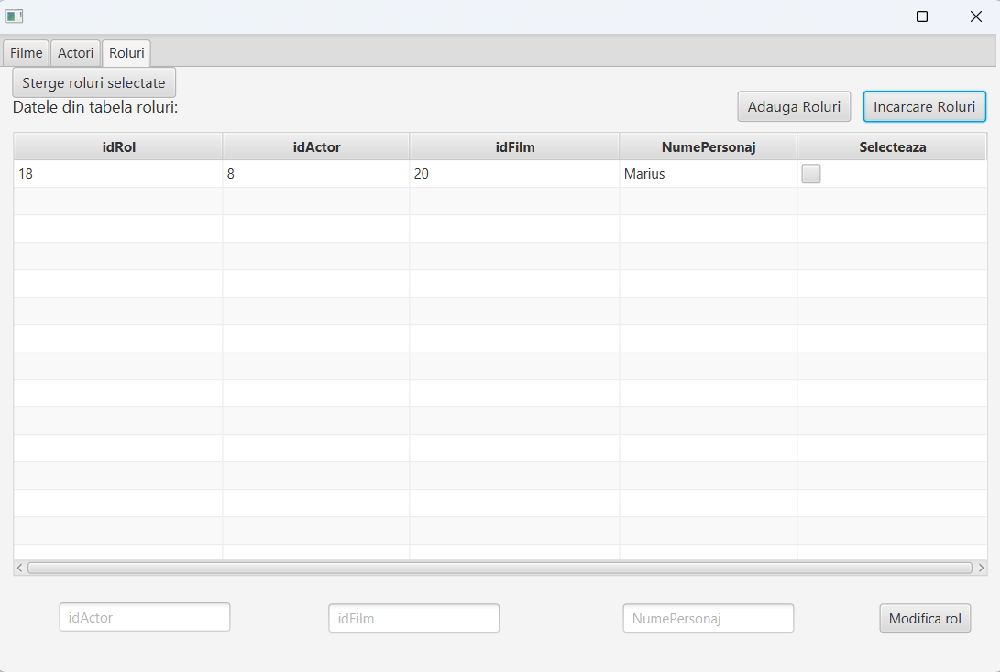 Filme Actori Roluri
Sterge roluri selectate
Datele din tabela roluri:
Adauga Roluri Incarcare Roluri
idRol idActor idFilm NumePersonaj Selecteaza
18 8 20 Marius
idActor idFilm NumePersonaj Modifica rol